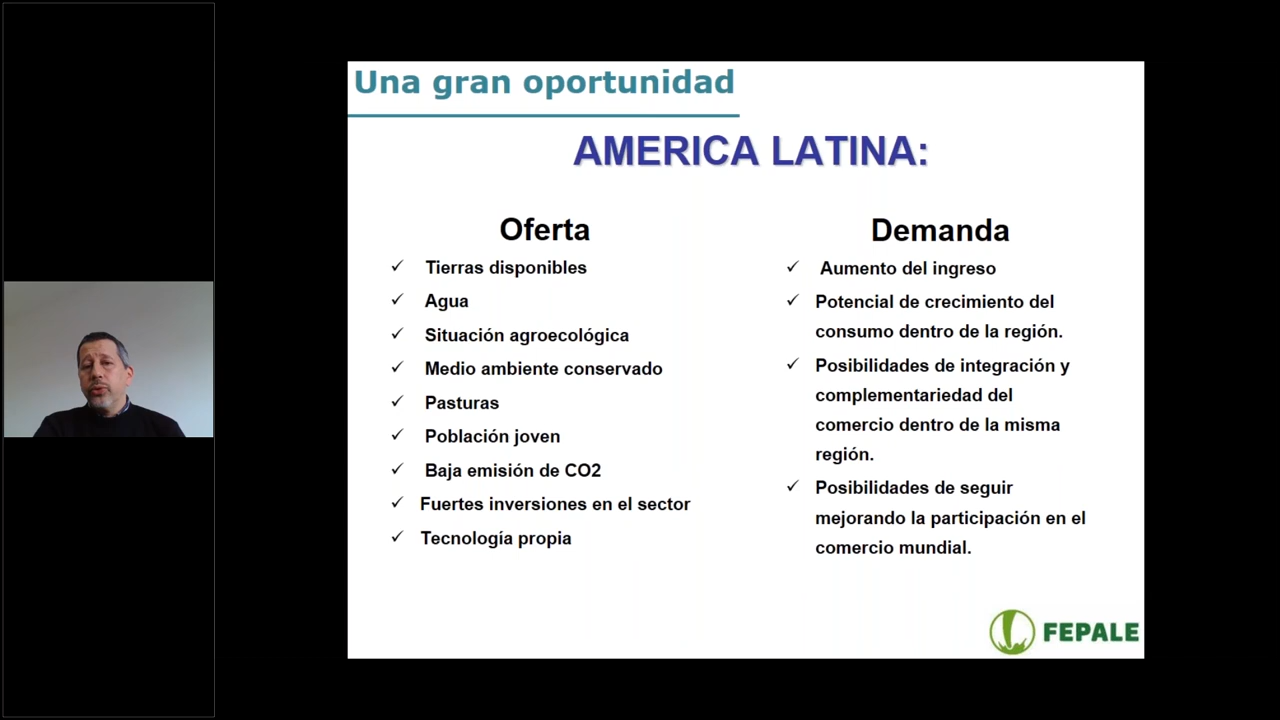 Una gran oportunidad
AMERICA LATINA:
Oferta
Tierras disponibles
Agua
Situación agroecológica
Medio ambiente conservado
Pasturas
Población joven
Baja emisión de CO2
Fuertes inversiones en el sector
Tecnología propia
Demanda
Aumento del ingreso
Potencial de crecimiento del
consumo dentro de la región.
Posibilidades de integración y
complementariedad del
comercio dentro de la misma
región.
Posibilidades de seguir
mejorando la participación en el
comercio mundial.
FEPALE